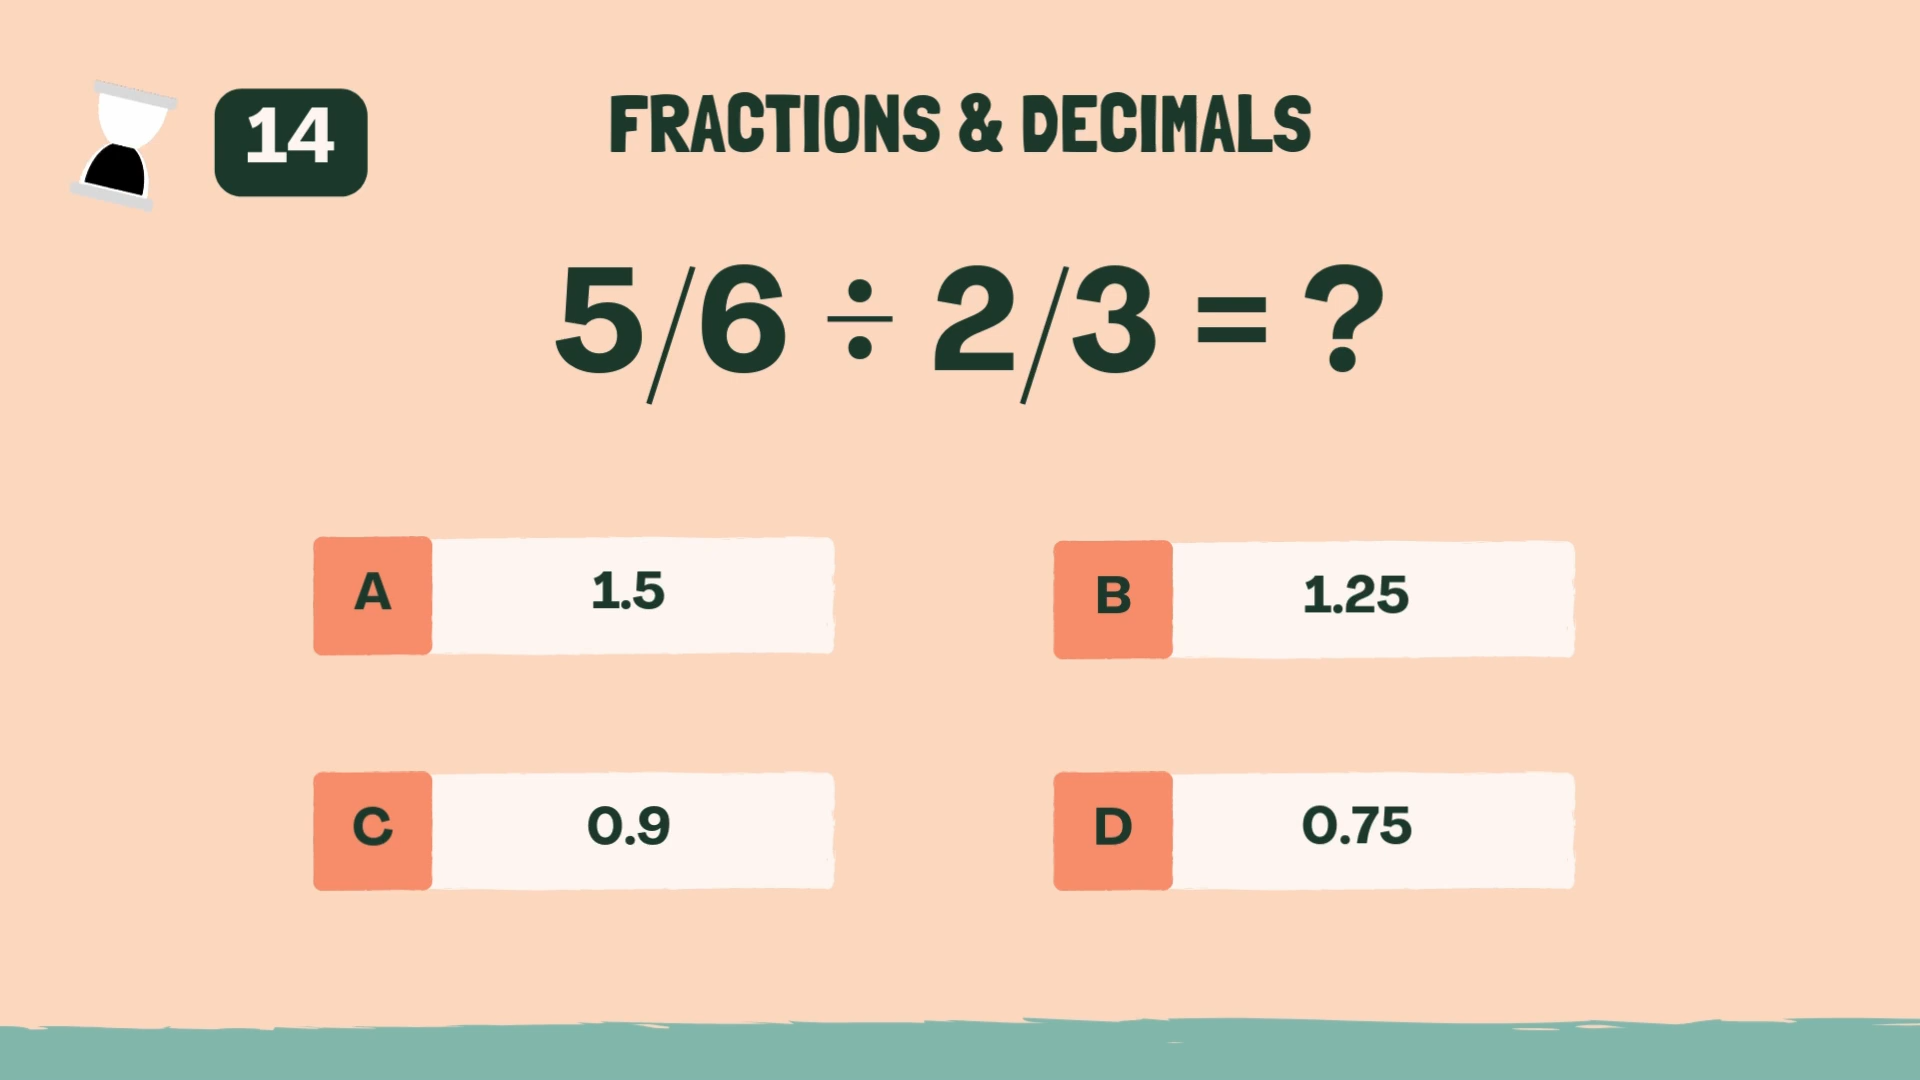 14
FRACTIONS & DECIMALS
5/6 ÷ 2/3 = ?
A 1.5
B 1.25
C 0.9
D 0.75